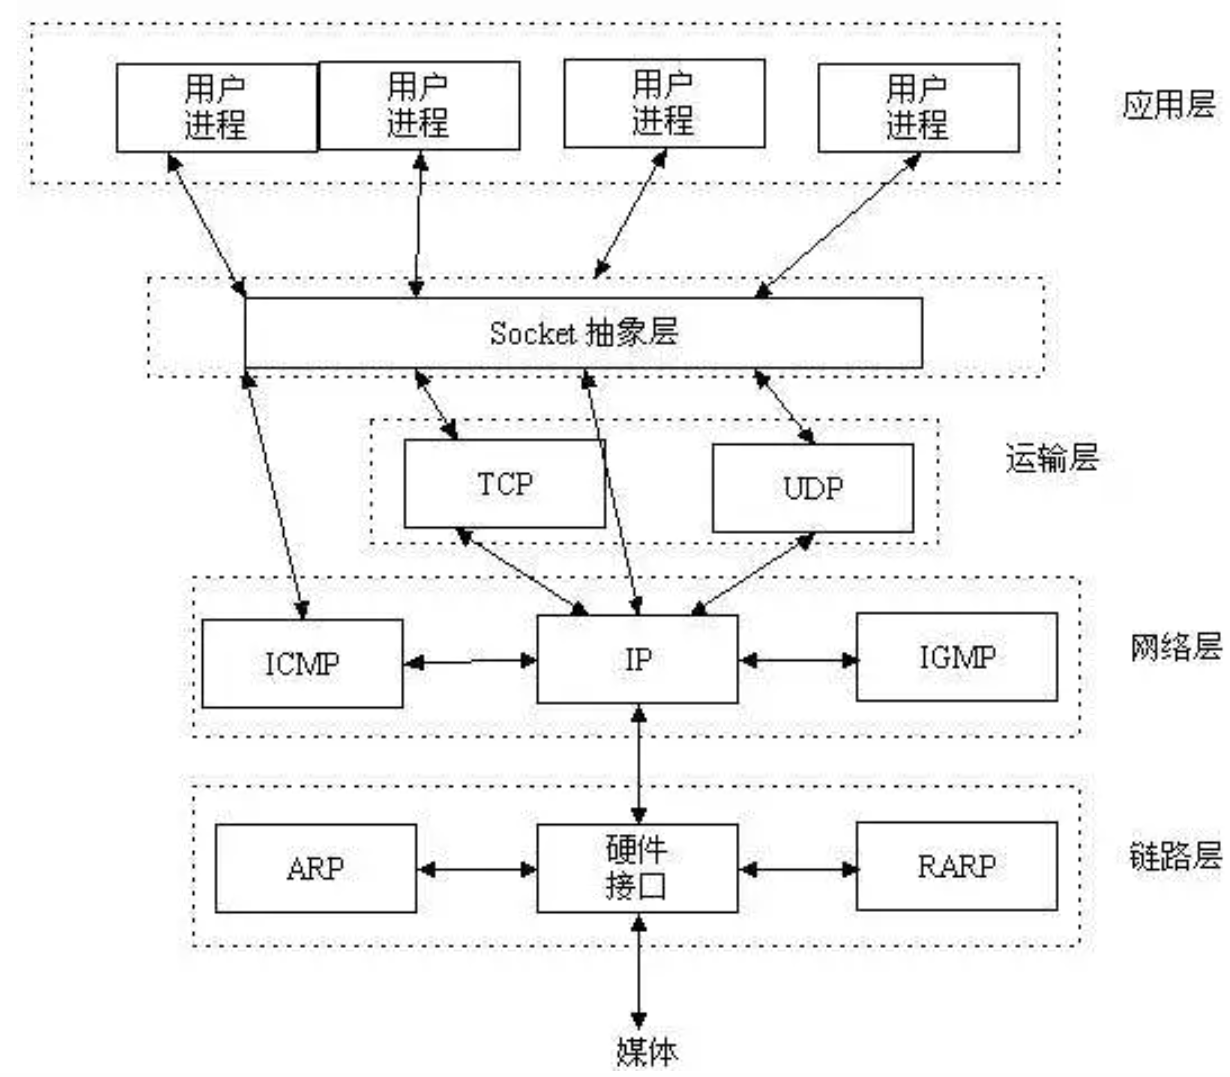 用户
进程
用户
进程
用户
进程
用户
进程
应用层
Socket 抽象层
TCP
UDP
运输层
ICMP
IP
IGMP
网络层
ARP
硬件
接口
RARP
链路层
媒体